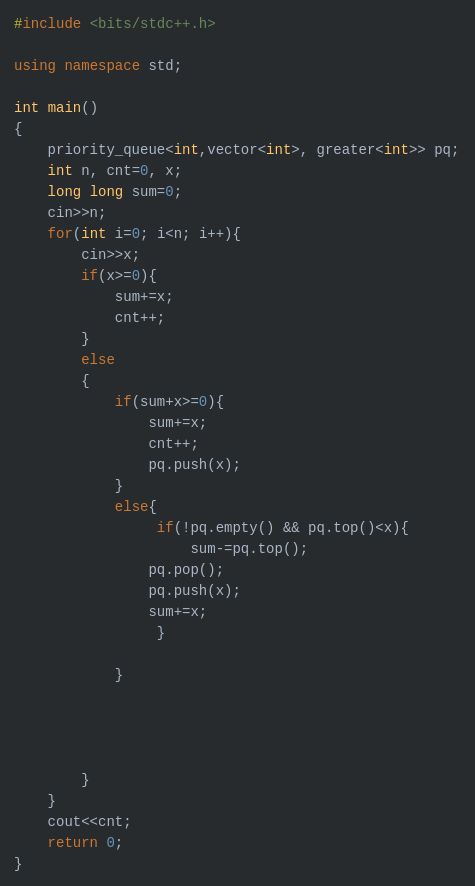 #include <bits/stdc++.h>

using namespace std;

int main()
{
    priority_queue<int,vector<int>, greater<int>> pq;
    int n, cnt=0, x;
    long long sum=0;
    cin>>n;
    for(int i=0; i<n; i++){
        cin>>x;
        if(x>=0){
            sum+=x;
            cnt++;
        }
        else
        {
            if(sum+x>=0){
                sum+=x;
                cnt++;
                pq.push(x);
            }
            else{
                 if(!pq.empty() && pq.top()<x){
                     sum-=pq.top();
                pq.pop();
                pq.push(x);
                sum+=x;
                 }

            }




        }
    }
    cout<<cnt;
    return 0;
}